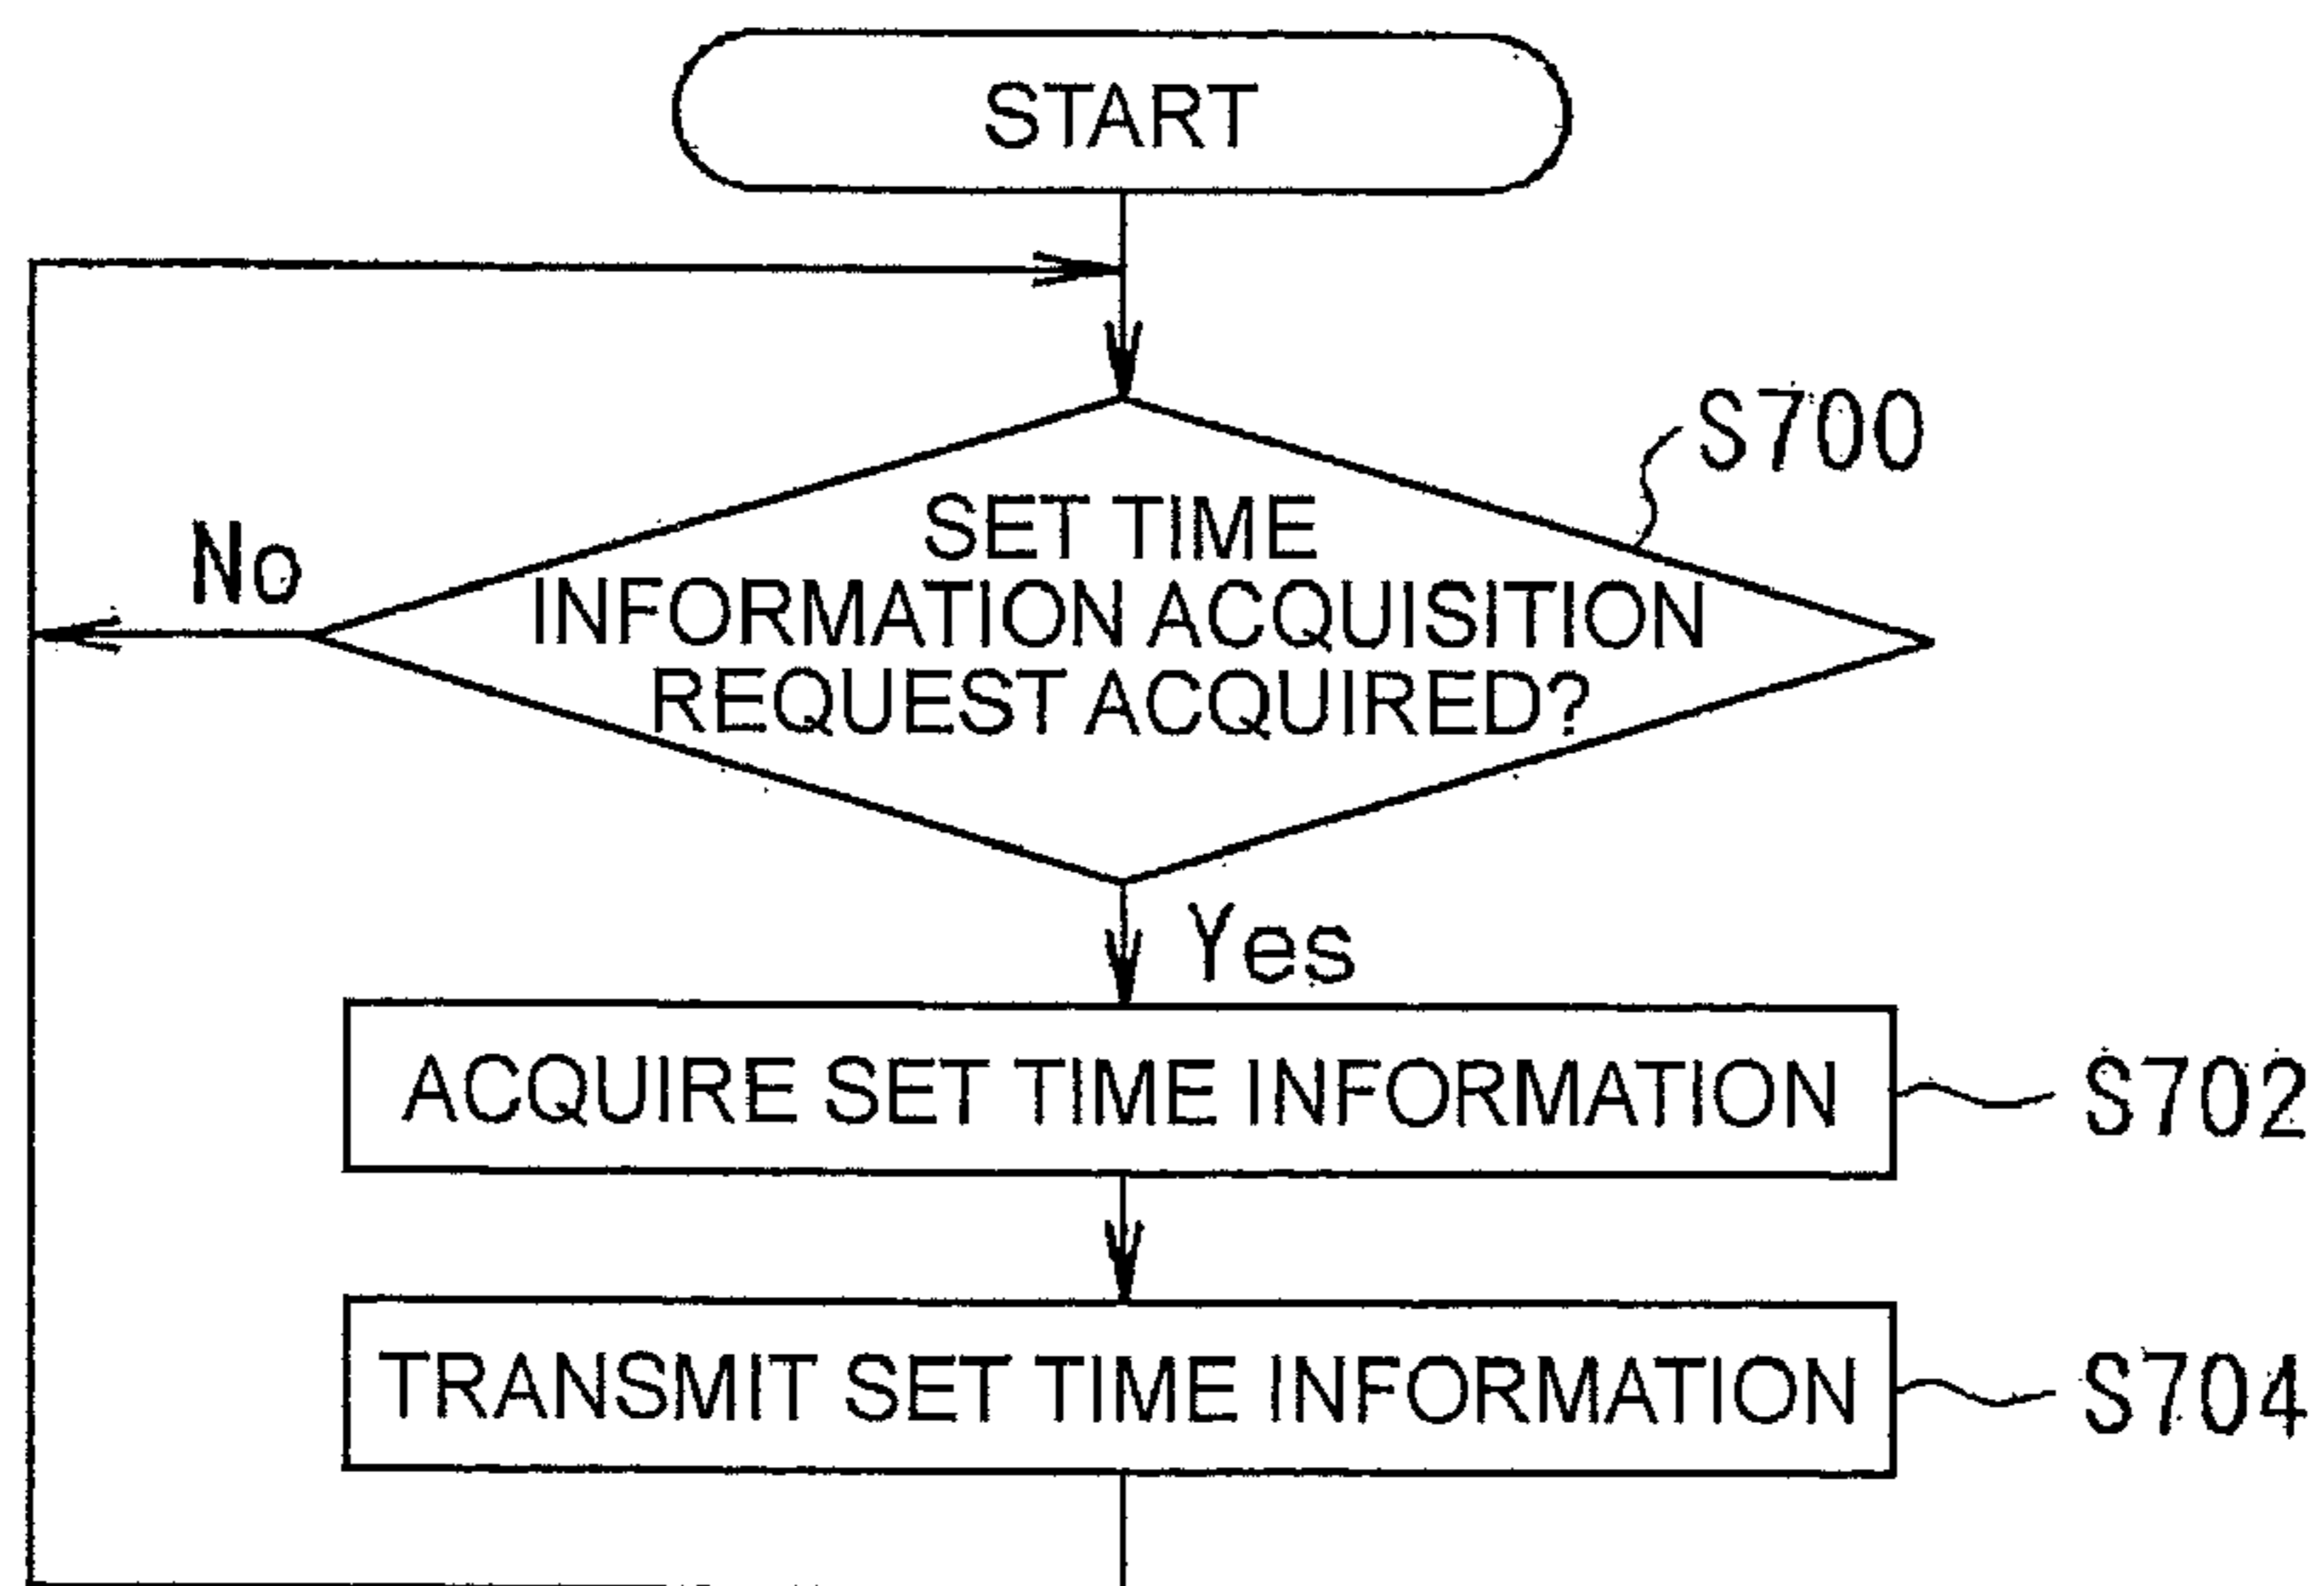 START
S700
No
SET TIME
INFORMATION ACQUISITION
REQUEST ACQUIRED?
Yes
ACQUIRE SET TIME INFORMATION
S702
TRANSMIT SET TIME INFORMATION
S704